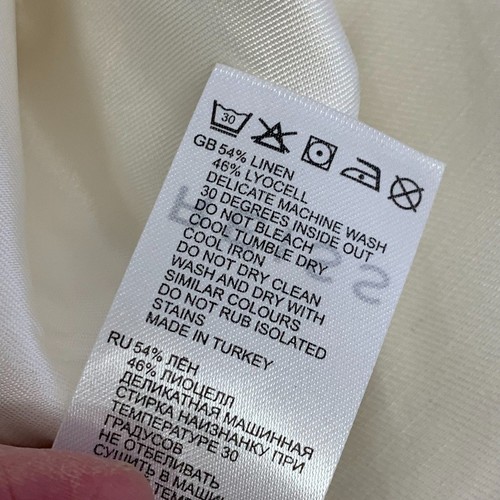 30
GB 54% LINEN
46% LYOCELL
DELICATE MACHINE WASH
30 DEGREES INSIDE OUT
DO NOT BLEACH
COOL TUMBLE DRY
COOL IRON
DO NOT DRY CLEAN
WASH AND DRY WITH
SIMILAR COLOURS
DO NOT RUB ISOLATED
STAINS
MADE IN TURKEY
RU 54% ЛЁН
46% ЛИОЦЕЛЛ
ДЕЛИКАТНАЯ МАШИННАЯ
СТИРКА НАИЗНАНКУ ПРИ
ТЕМПЕРАТУРЕ 30
ГРАДУСОВ
НЕ ОТБЕЛИВАТЬ
СУШИТЬ В МАШИН